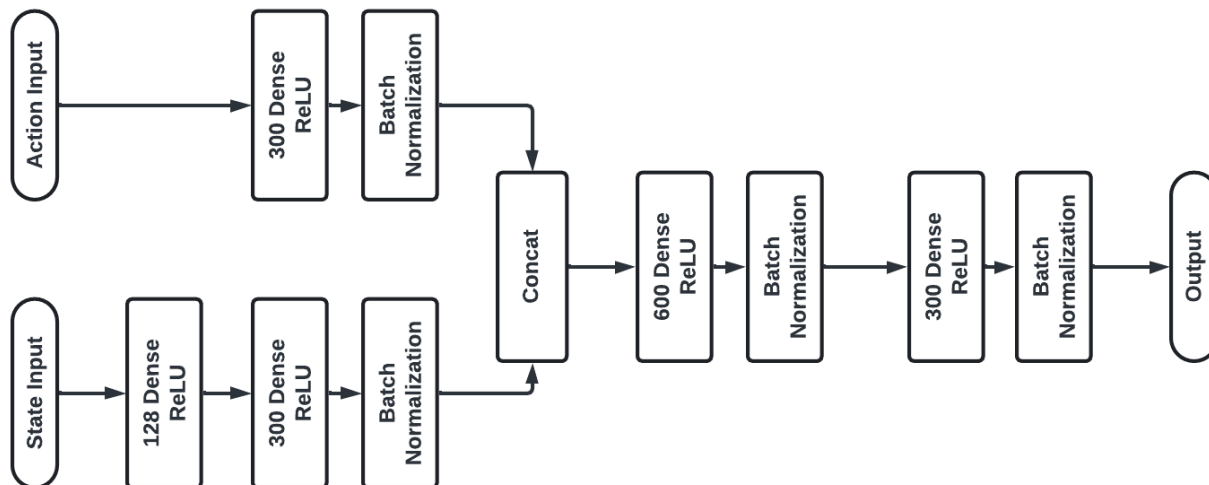 Action Input
300 Dense
ReLU
Batch
Normalization
State Input
128 Dense
ReLU
300 Dense
ReLU
Batch
Normalization
Concat
600 Dense
ReLU
Batch
Normalization
300 Dense
ReLU
Batch
Normalization
Output